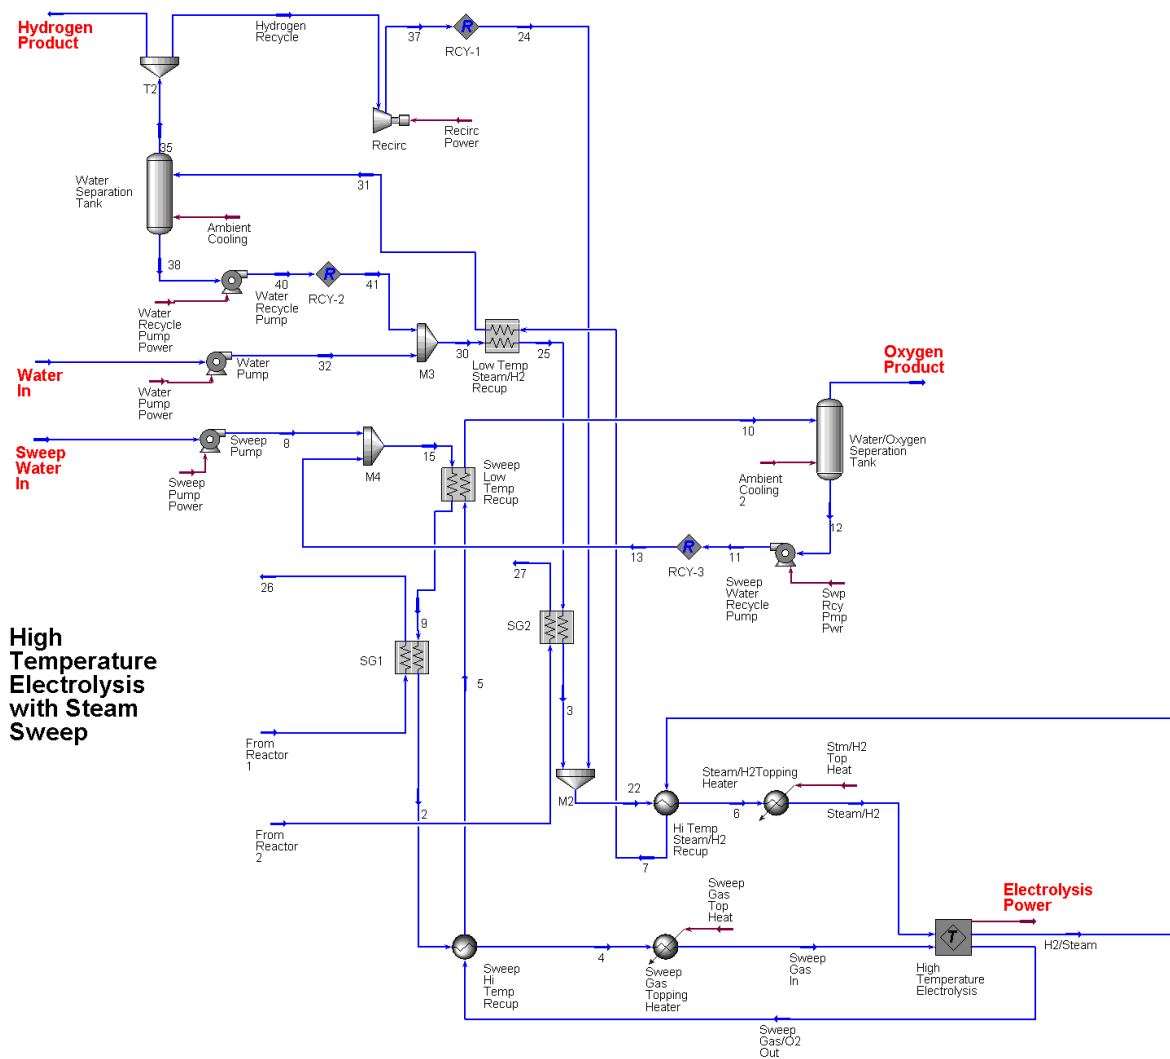 Hydrogen
Product
Hydrogen
Recycle
37
R
RCY-1
24
T2
Recirc
Recirc
Power
35
Water
Separation
Tank
31
Ambient
Cooling
38
40
Water
Recycle
Pump
R
RCY-2
41
Water
Recycle
Pump
Power
Water
In
Water Pump
32
Water
Pump
Power
M3
30
25
Low Temp
Steam/H2
Recup
Oxygen
Product
Sweep
Water
In
Sweep
Pump
Power
Sweep Pump
8
M4
15
Sweep
Low
Temp
Recup
10
Water/Oxygen
Seperation
Tank
Ambient
Cooling
2
12
13
R
RCY-3
11
Sweep
Water
Recycle
Pump
Swp
Rcy
Pmp
Pwr
26
27
9
SG1
SG2
High
Temperature
Electrolysis
with Steam
Sweep
5
3
From
Reactor
1
M2
22
Steam/H2Topping
Heater
Stm/H2
Top
Heat
2
6
Steam/H2
From
Reactor
2
Hi Temp
Steam/H2
Recup
7
Sweep
Gas
Top
Heat
Electrolysis
Power
T
H2/Steam
Sweep
Hi
Temp
Recup
4
Sweep
Gas
Topping
Heater
Sweep
Gas
In
High
Temperature
Electrolysis
Sweep
Gas/O2
Out